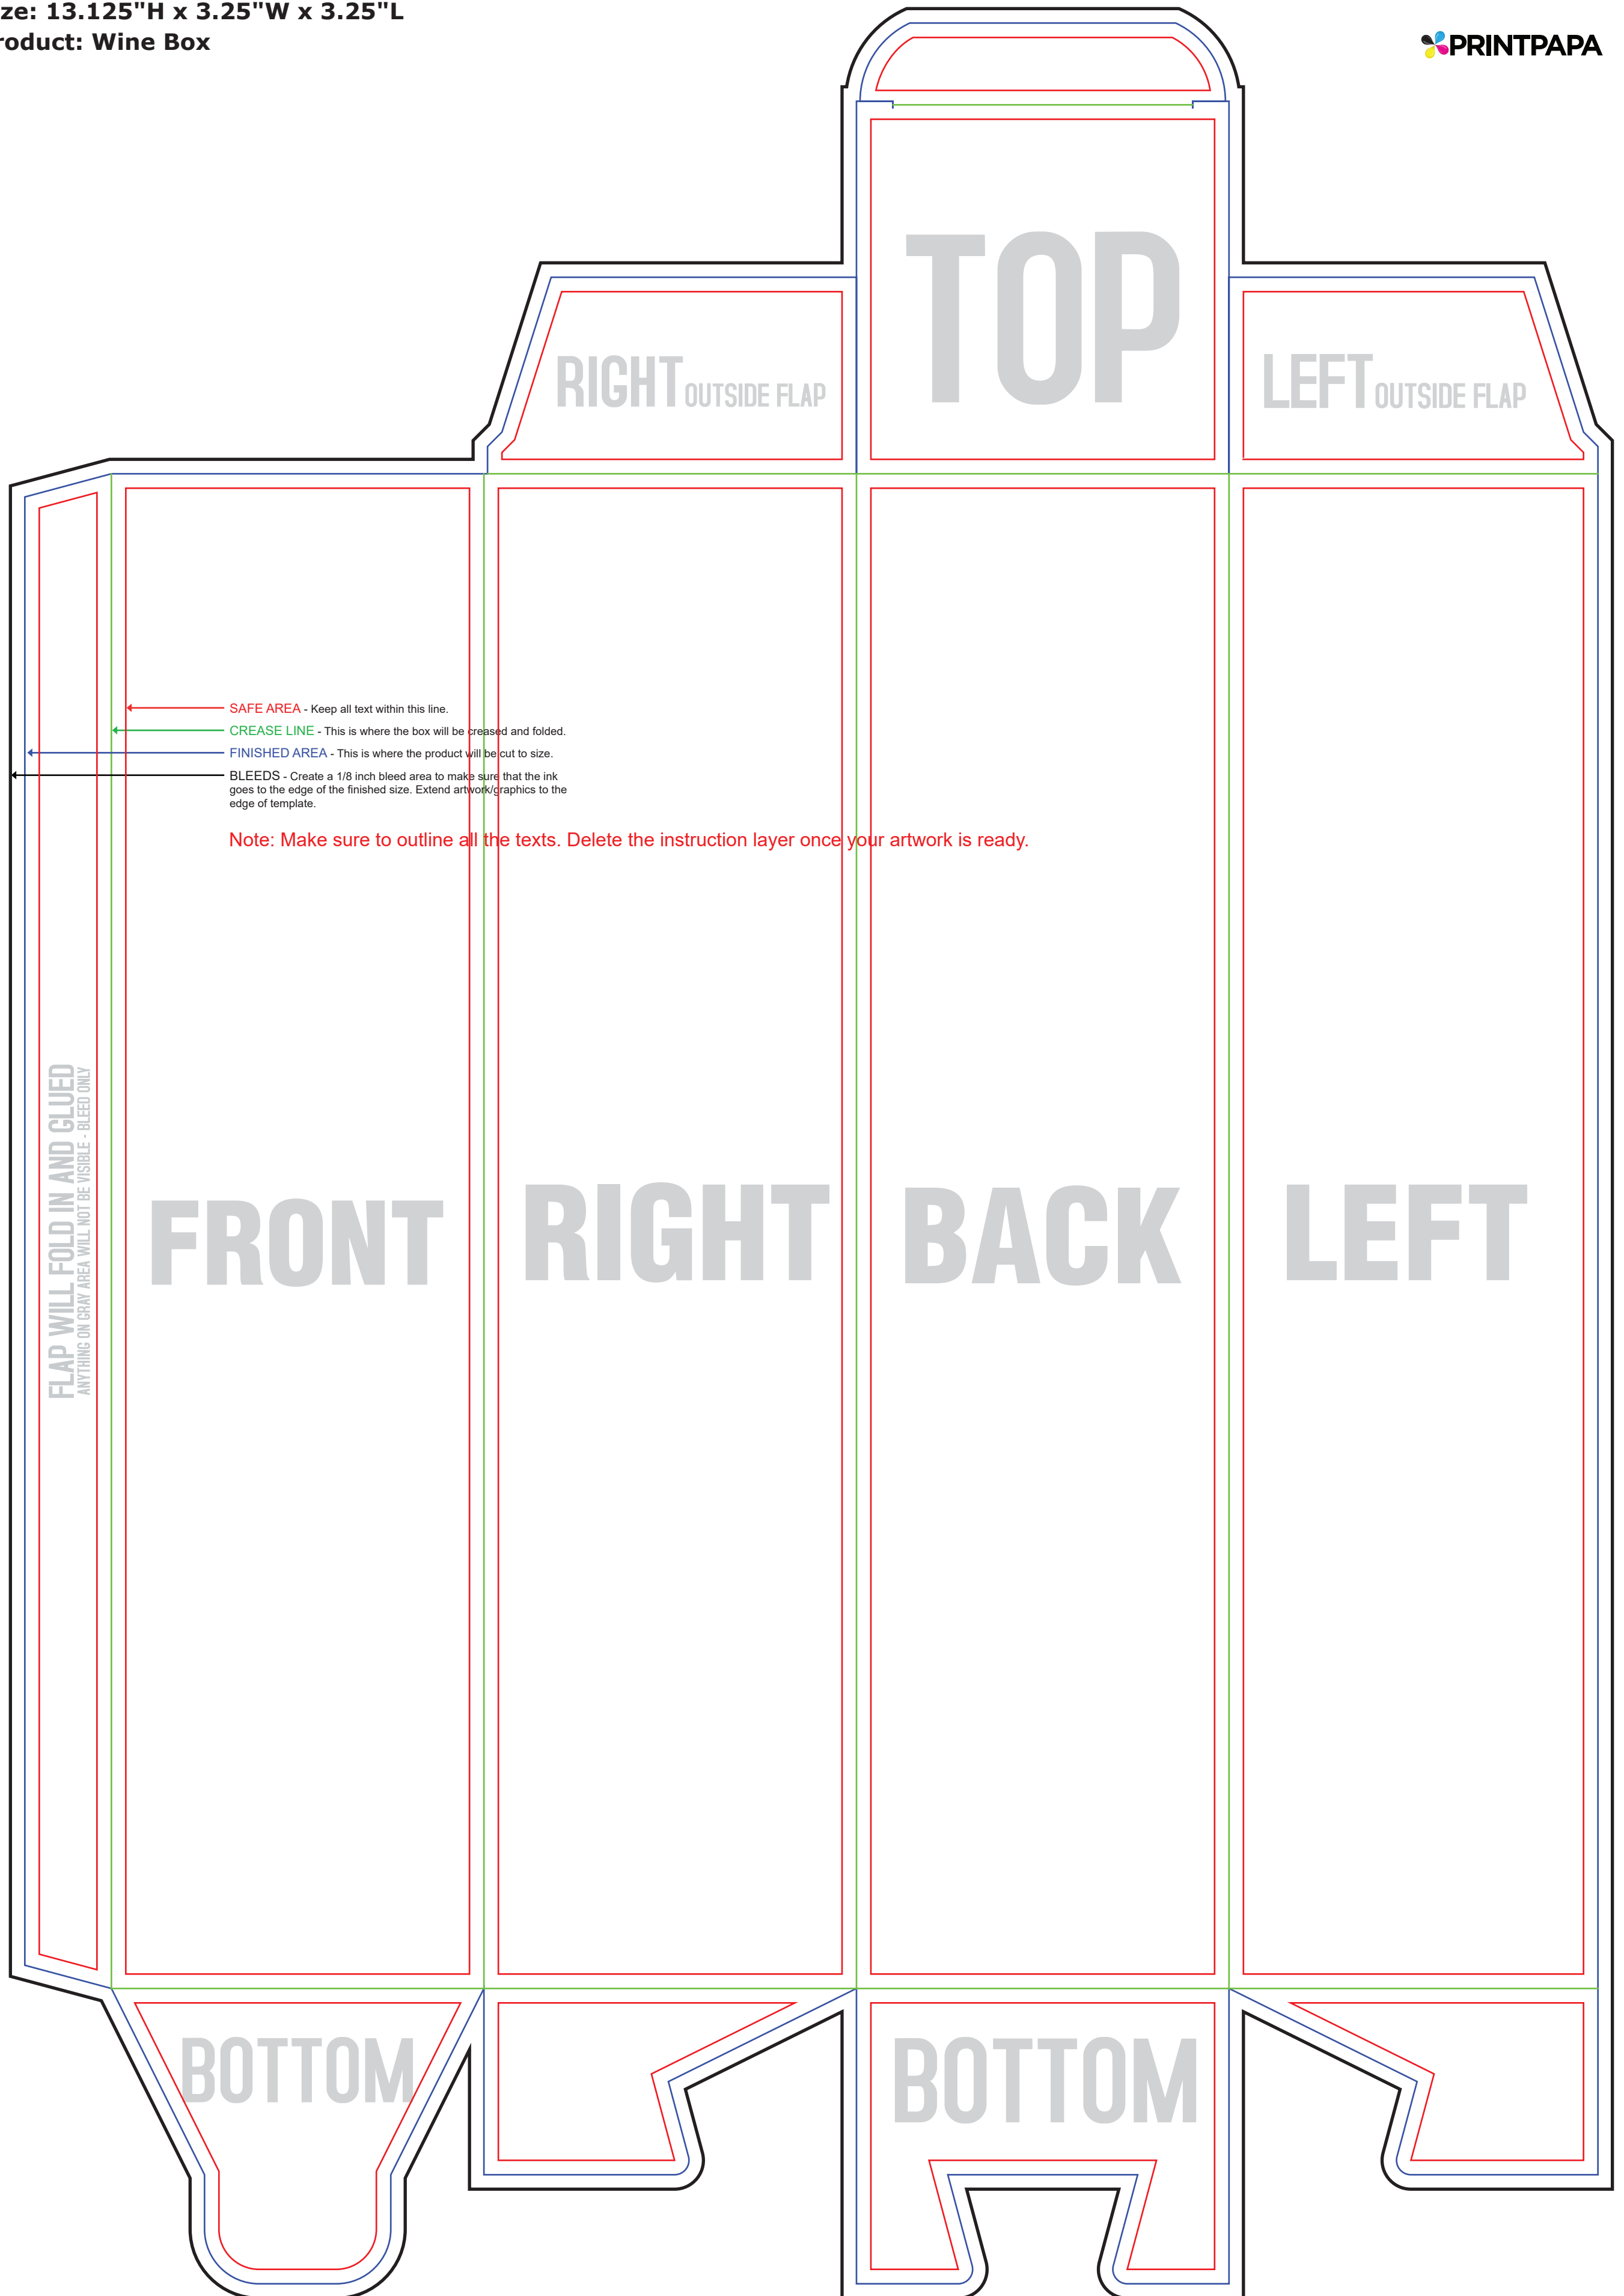 ze: 13.125"H x 3.25"W x 3.25"L
roduct: Wine Box
PRINTPAPA
TOP
RIGHT OUTSIDE FLAP
LEFT OUTSIDE FLAP
SAFE AREA - Keep all text within this line.
CREASE LINE - This is where the box will be creased and folded.
FINISHED AREA - This is where the product will be cut to size.
BLEEDS - Create a 1/8 inch bleed area to make sure that the ink
goes to the edge of the finished size. Extend artwork/graphics to the
edge of template.
Note: Make sure to outline all the texts. Delete the instruction layer once your artwork is ready.
FLAP WILL FOLD IN AND GLUED
ANYTHING ON GRAY AREA WILL NOT BE VISIBLE - BLEED ONLY
FRONT
RIGHT
BACK
LEFT
BOTTOM
BOTTOM